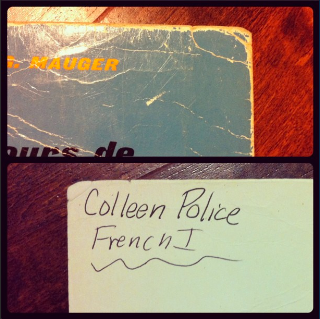 G. MAUGER
ours de
Colleen Police
French I